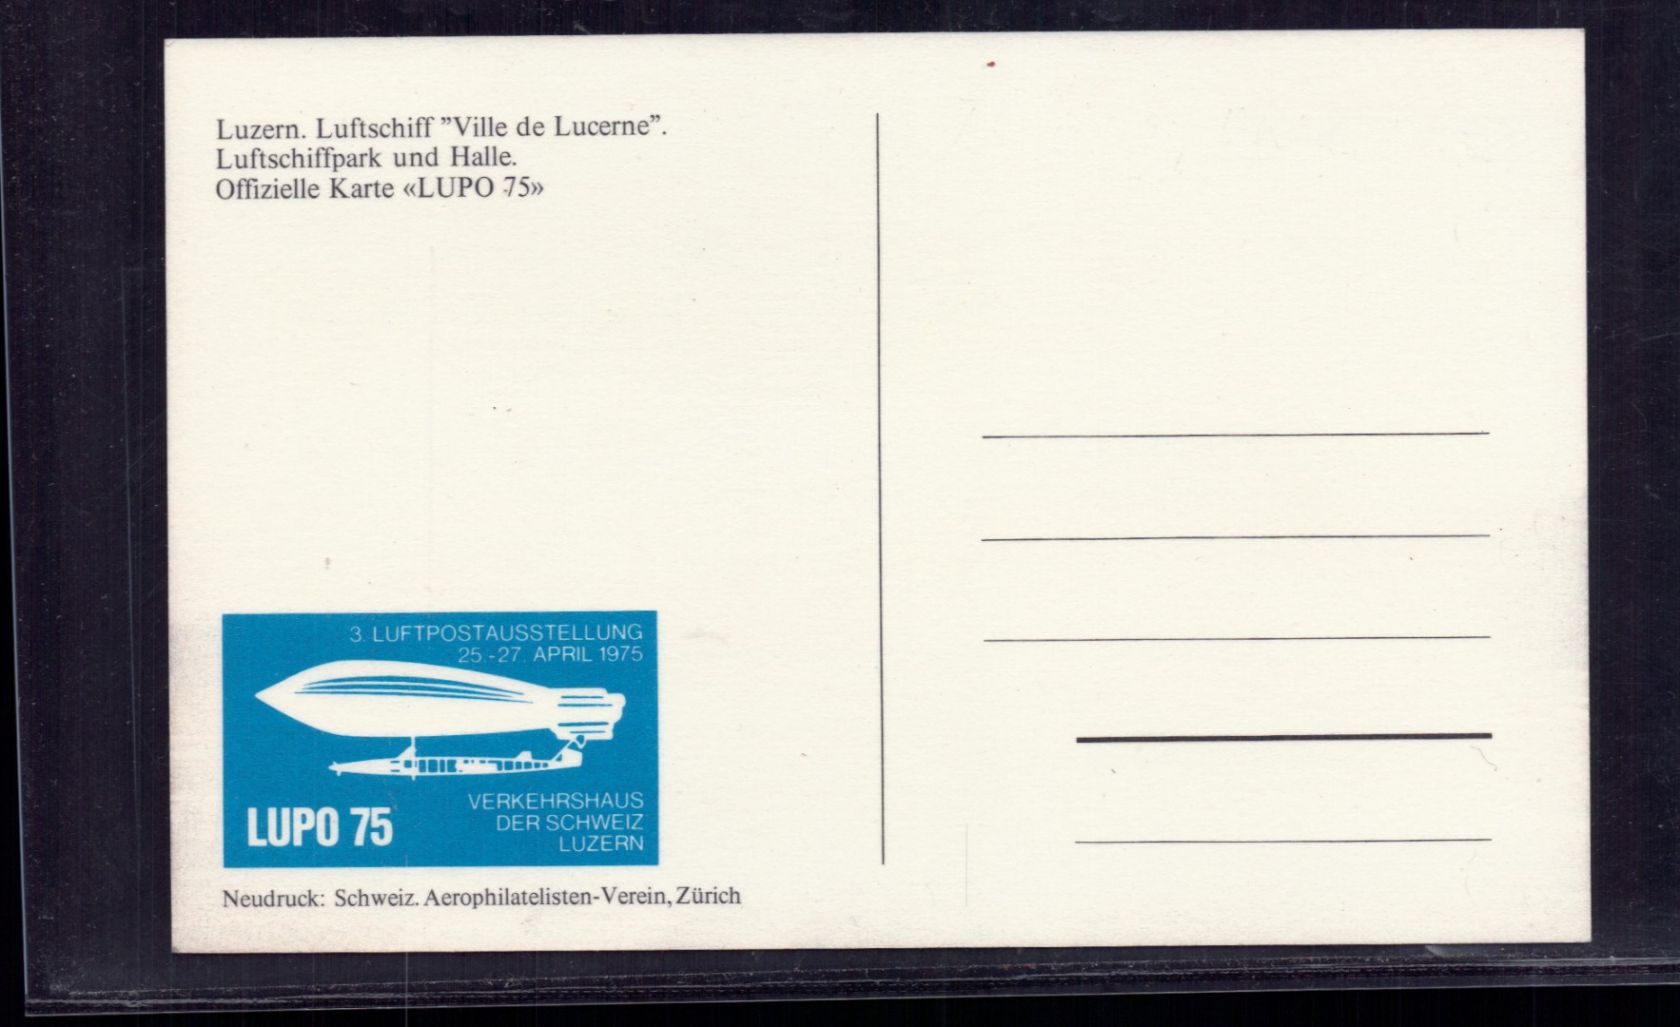 Luzern. Luftschiff ”Ville de Lucerne”.
Luftschiffpark und Halle.
Offizielle Karte «LUPO 75»
3. LUFTPOSTAUSSTELLUNG
25.-27. APRIL 1975
LUPO 75
VERKEHRSHAUS
DER SCHWEIZ
LUZERN
Neudruck: Schweiz. Aerophilatelisten-Verein, Zürich